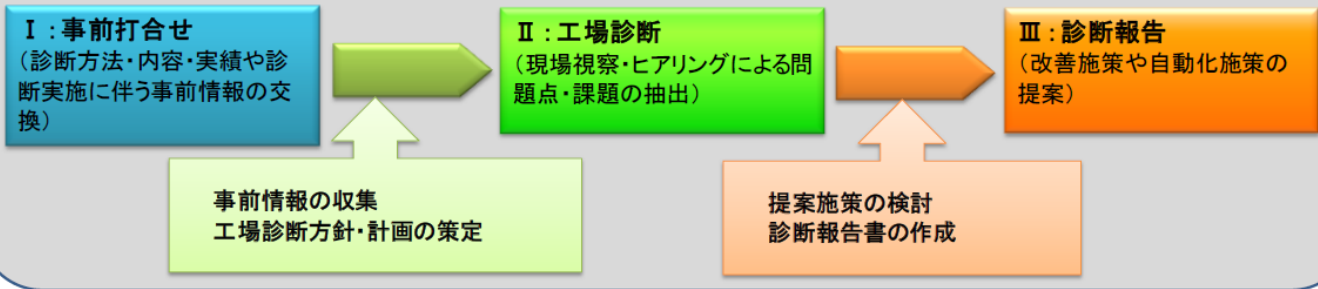 Ⅰ：事前打合せ
（診断方法・内容・実績や診
断実施に伴う事前情報の交
換）
Ⅱ：工場診断
（現場視察・ヒアリングによる問
題点・課題の抽出）
Ⅲ：診断報告
（改善施策や自動化施策の
提案）
事前情報の収集
工場診断方針・計画の策定
提案施策の検討
診断報告書の作成